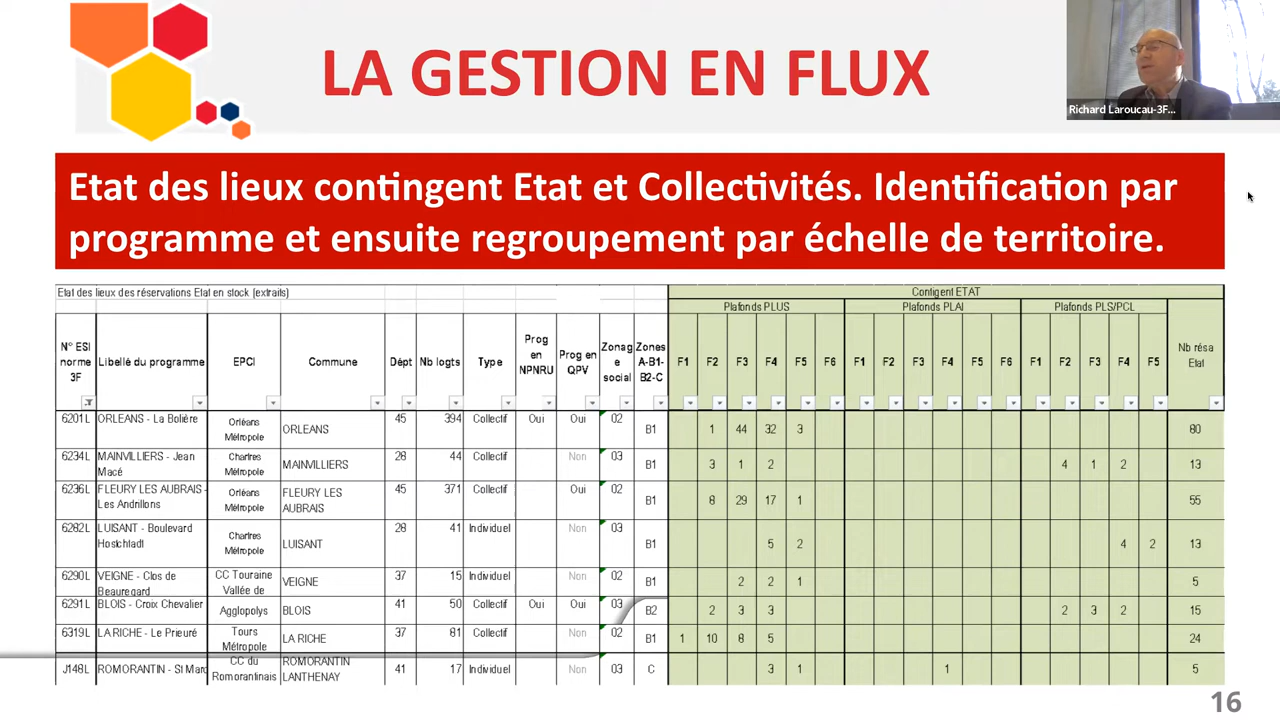 LA GESTION EN FLUX
Richard Laroucau-3F...
Etat des lieux contingent Etat et Collectivités. Identification par
programme et ensuite regroupement par échelle de territoire.
Etat des lieux des réservations Etat en stock (extraits) Contigent ETAT
Plafonds PLUS Plafonds PLAI Plafonds PLS/PCL
N° ESI norme 3F Libellé du programme EPCI Commune Dépt Nb logts Type Prog en NPNRU Prog en QPV Zonag e social Zones A-B1-B2-C F1 F2 F3 F4 F5 F6 F1 F2 F3 F4 F5 F6 F1 F2 F3 F4 F5 Nb résa Etat
6201L ORLEANS - La Bolière Orléans Métropole ORLEANS 45 394 Collectif Oui Oui 02 B1 1 44 32 3 80
6234L MAINVILLIERS - Jean Macé Chartres Métropole MAINVILLIERS 28 44 Collectif Non 03 B1 3 1 2 4 1 2 13
6236L FLEURY LES AUBRAIS - Les Andrillons Orléans Métropole FLEURY LES AUBRAIS 45 371 Collectif Oui 02 B1 8 29 17 1 55
6282L LUISANT - Boulevard Chartres Métropole LUISANT 28 41 Individuel Non 03 B1 5 2 4 2 13
6290L VEIGNE - Clos de Beauregard CC Touraine Vallée de VEIGNE 37 15 Individuel Non 02 B1 2 2 1 5
6291L BLOIS - Croix Chevalier Agglopolys BLOIS 41 50 Collectif Oui Oui 03 B2 2 3 3 2 3 2 15
6319L LA RICHE - Le Prieuré Tours Métropole LA RICHE 37 81 Collectif Non 02 B1 1 10 8 5 24
J148L ROMORANTIN - St Marc CC du Romorantinais ROMORANTIN LANTHENAY 41 17 Individuel Non 03 C 3 1 1 5
16